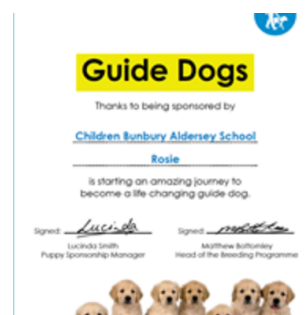 Guide Dogs
Thanks to being sponsored by
Children Bunbury Aldersey School
Rosie
is starting an amazing journey to
become a life changing guide dog.
Signed: Lucinda Signed:
Lucinda Smith Matthew Bottomley
Puppy Sponsorship Manager Head of the Breeding Programme